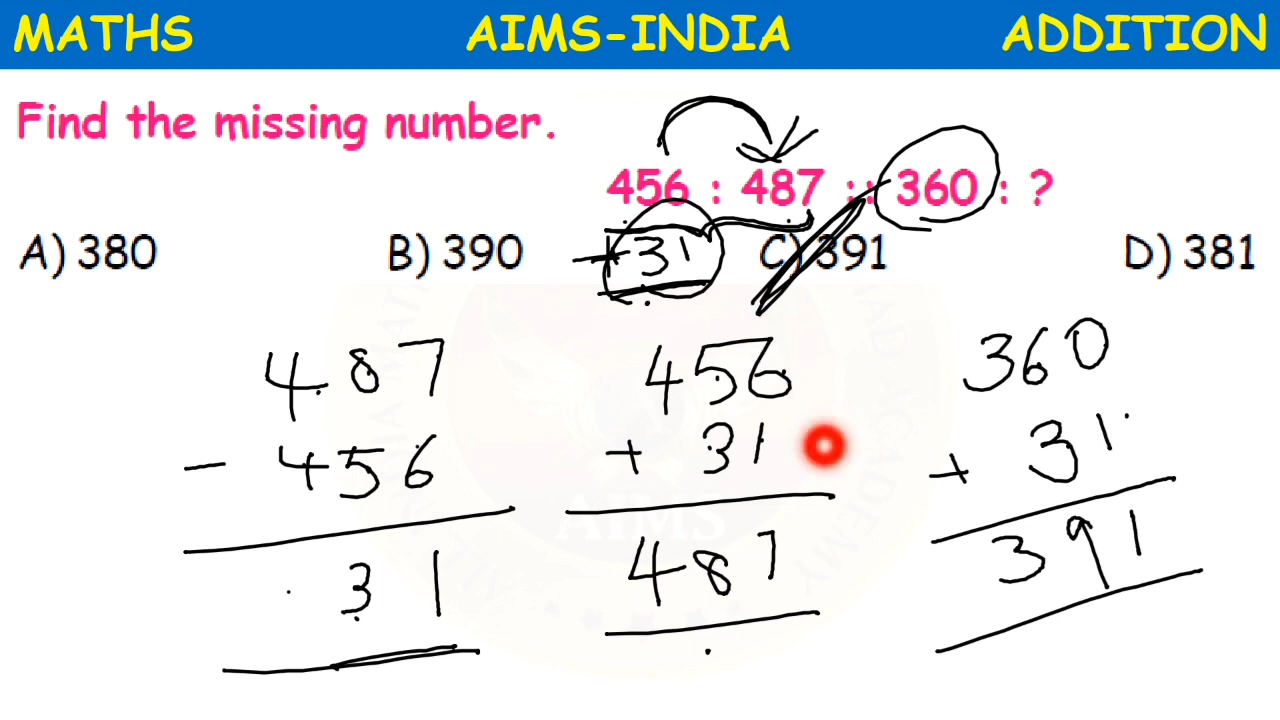 MATHS AIMS-INDIA ADDITION
Find the missing number.
456 : 487 :: 360 : ?
A) 380 B) 390 C) 391 D) 381
+31
487 456 360
- 456 + 31 + 31
31 487 391
AIMS